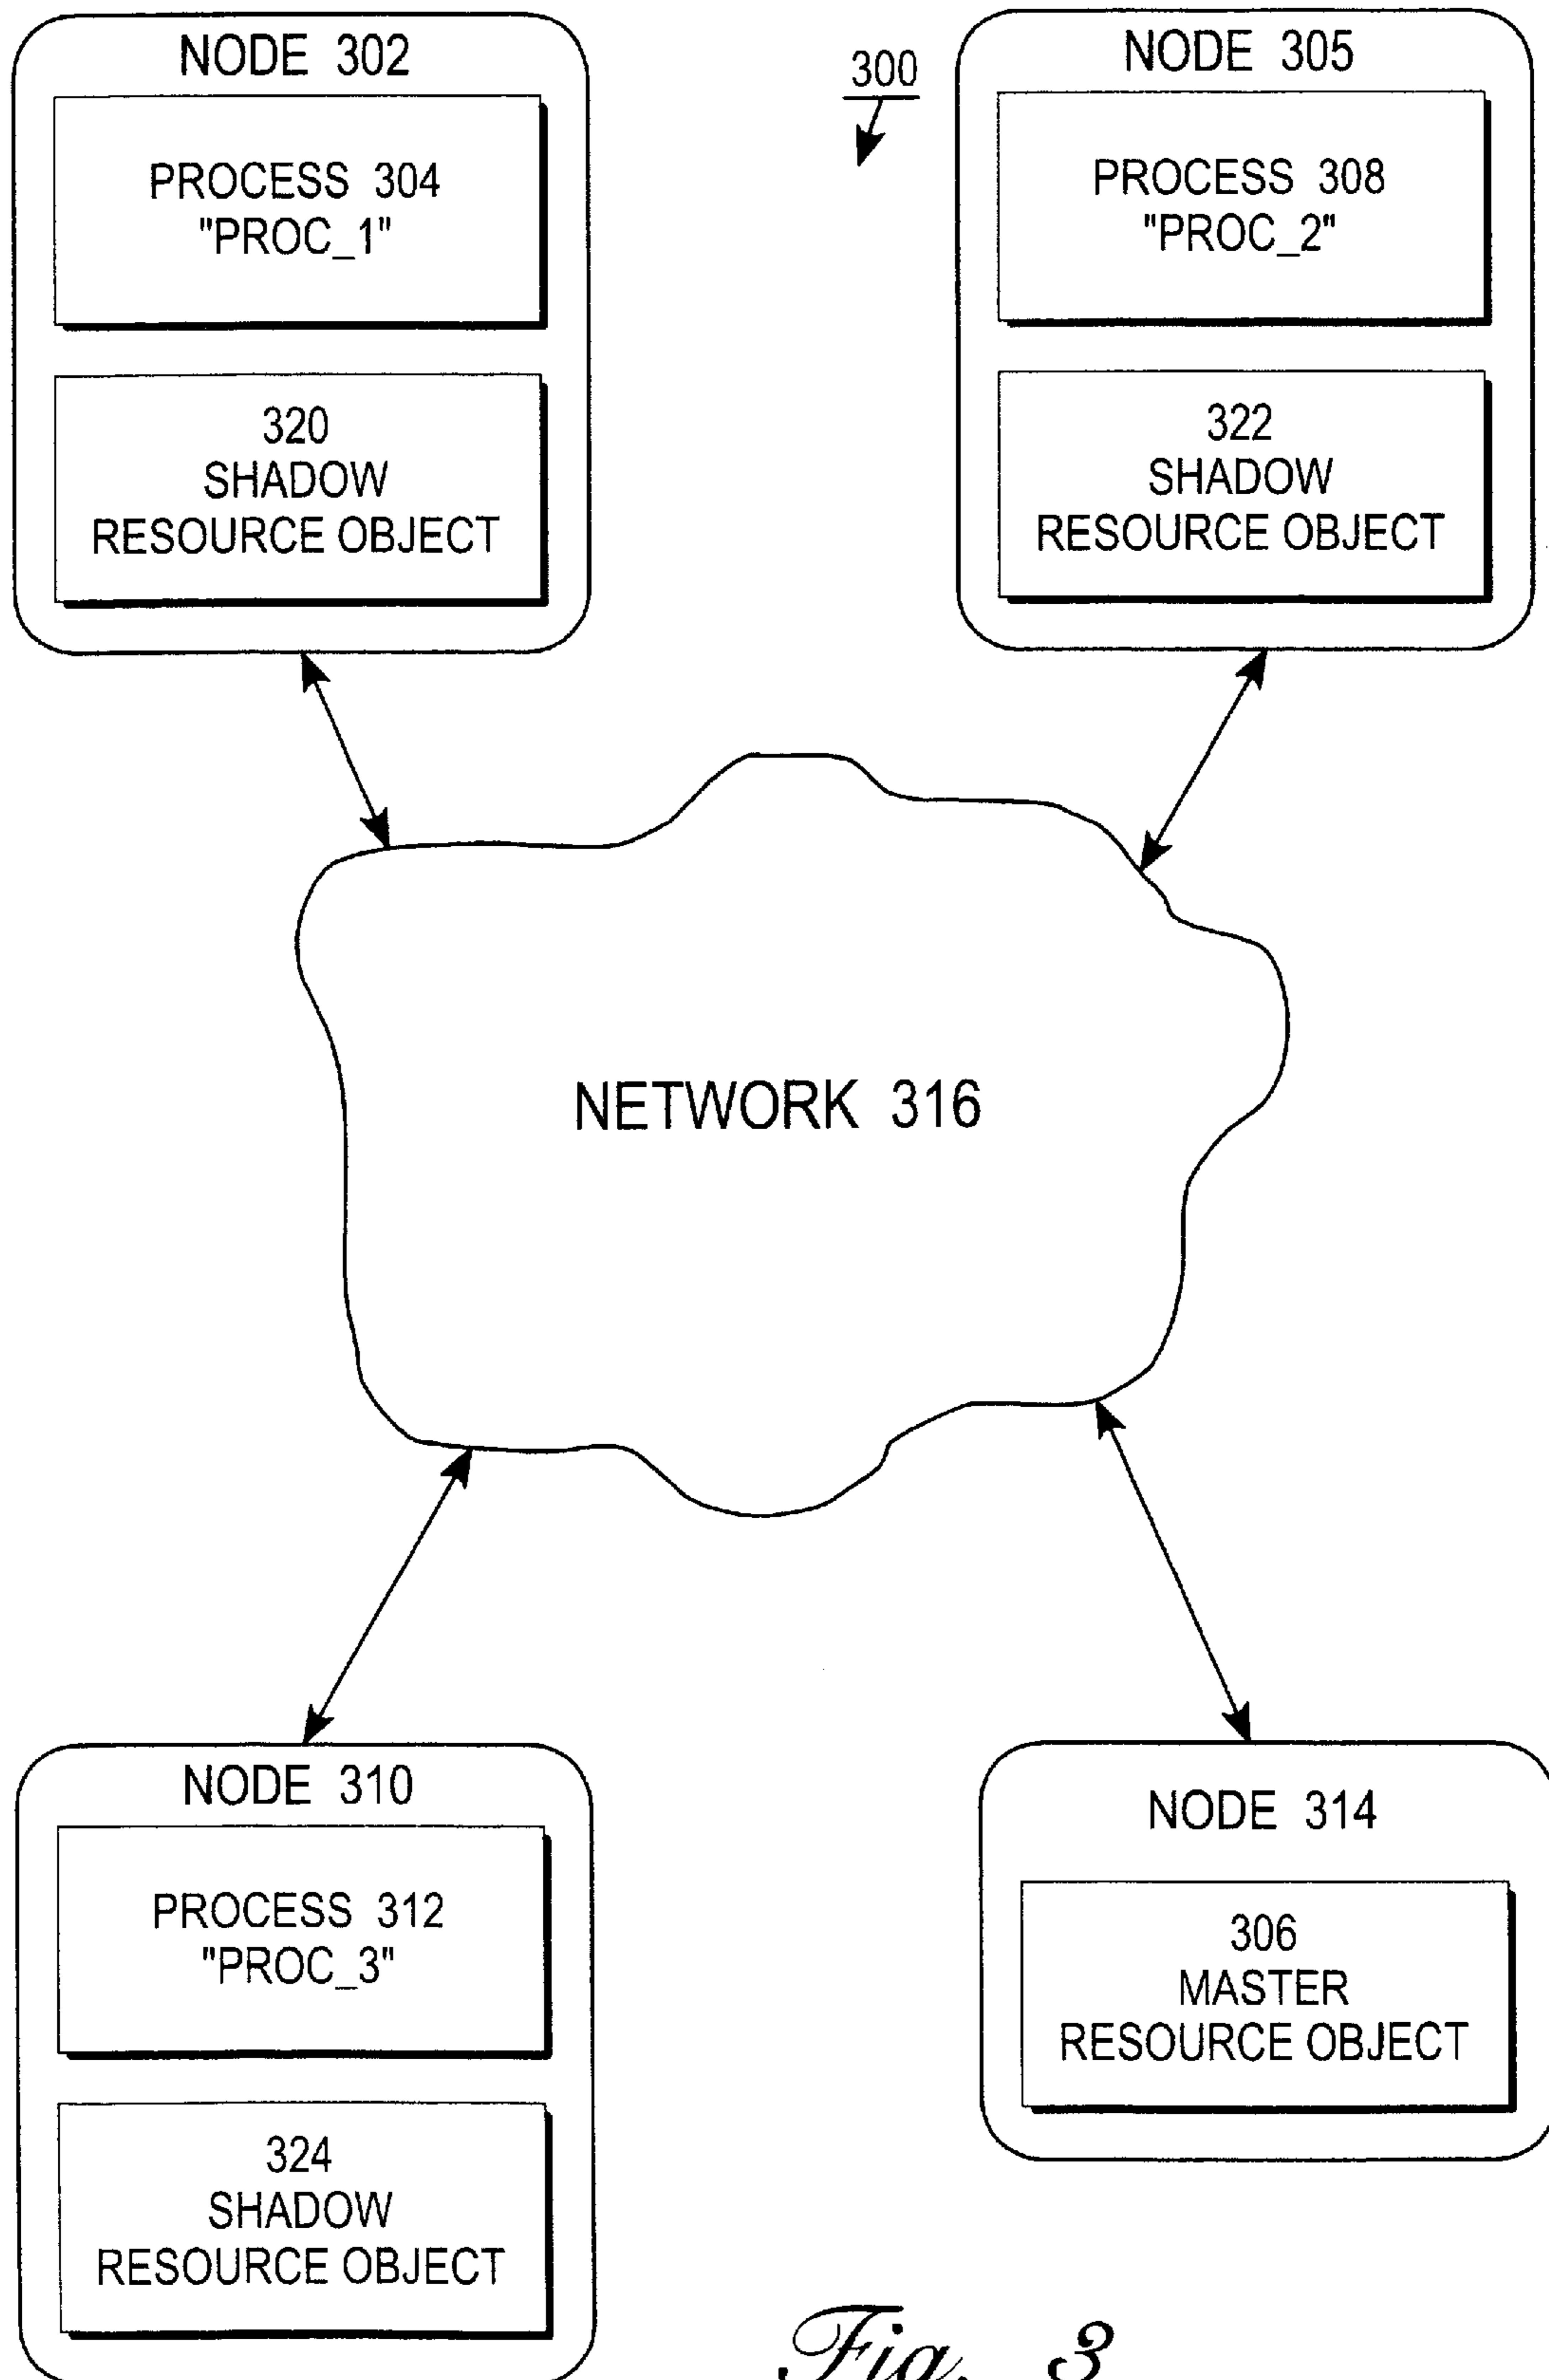 NODE 302
PROCESS 304
"PROC_1"
320
SHADOW
RESOURCE OBJECT
300
NODE 305
PROCESS 308
"PROC_2"
322
SHADOW
RESOURCE OBJECT
NETWORK 316
NODE 310
PROCESS 312
"PROC_3"
324
SHADOW
RESOURCE OBJECT
NODE 314
306
MASTER
RESOURCE OBJECT
Fig. 3